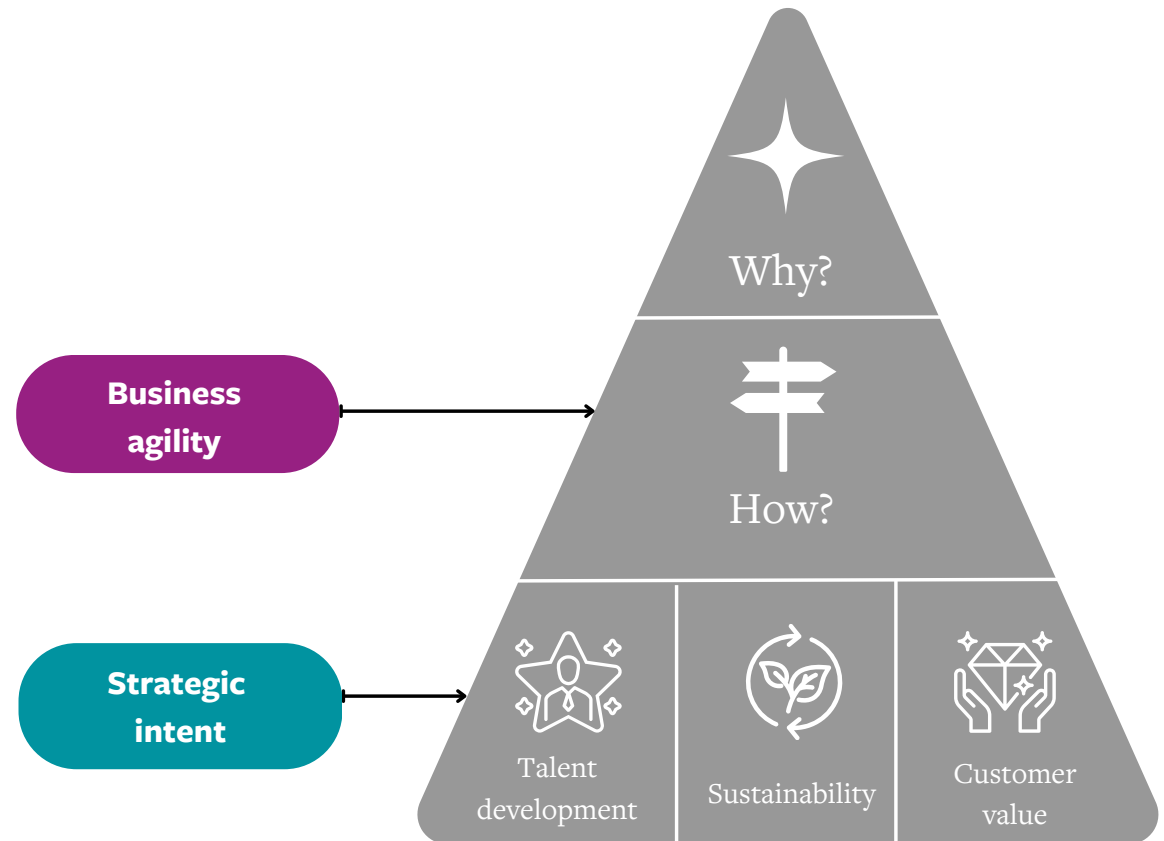 Why?
Business
agility
How?
Strategic
intent
Talent
development
Sustainability
Customer
value